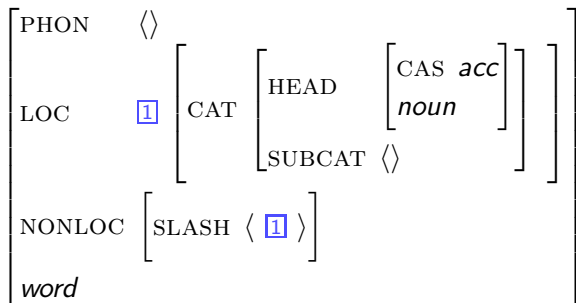 PHON ⟨⟩
LOC 1 CAT HEAD CAS acc
noun
SUBCAT ⟨⟩
NONLOC SLASH ⟨ 1 ⟩
word